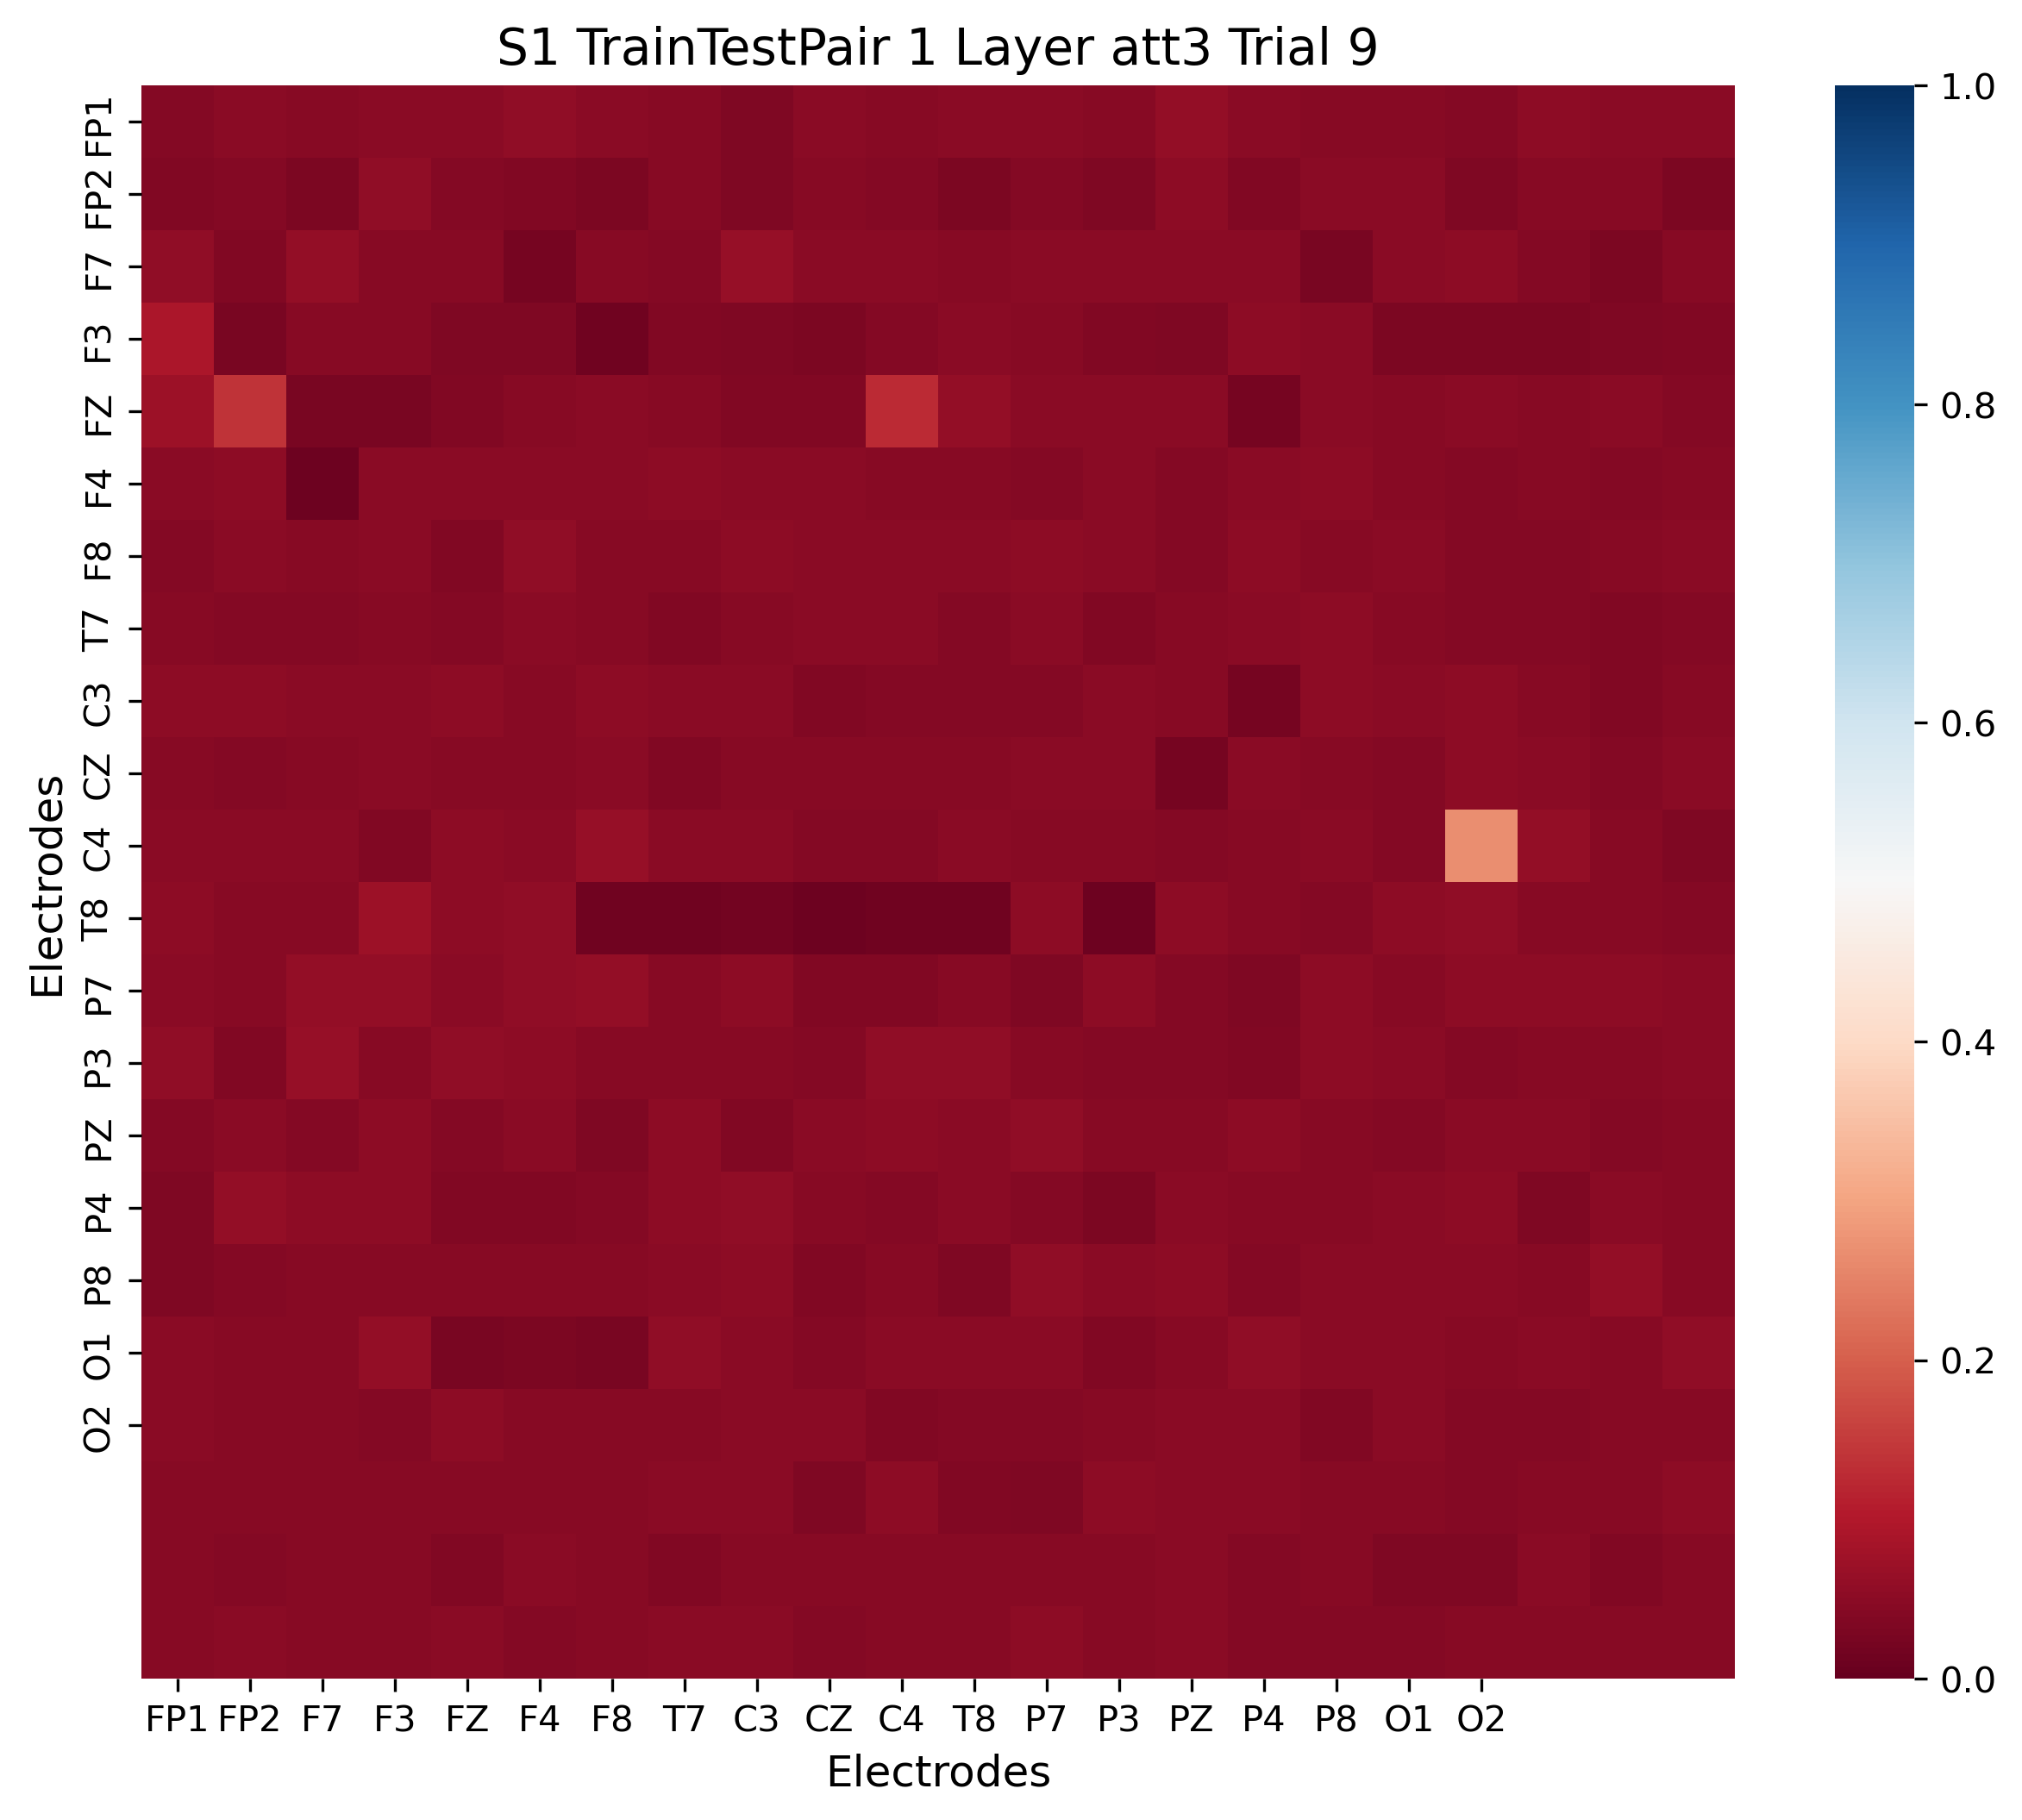 S1 TrainTestPair 1 Layer att3 Trial 9
Electrodes
FP1
FP2
F7
F3
FZ
F4
F8
T7
C3
CZ
C4
T8
P7
P3
PZ
P4
P8
O1
O2
FP1 FP2 F7 F3 FZ F4 F8 T7 C3 CZ C4 T8 P7 P3 PZ P4 P8 O1 O2
Electrodes
1.0
0.8
0.6
0.4
0.2
0.0